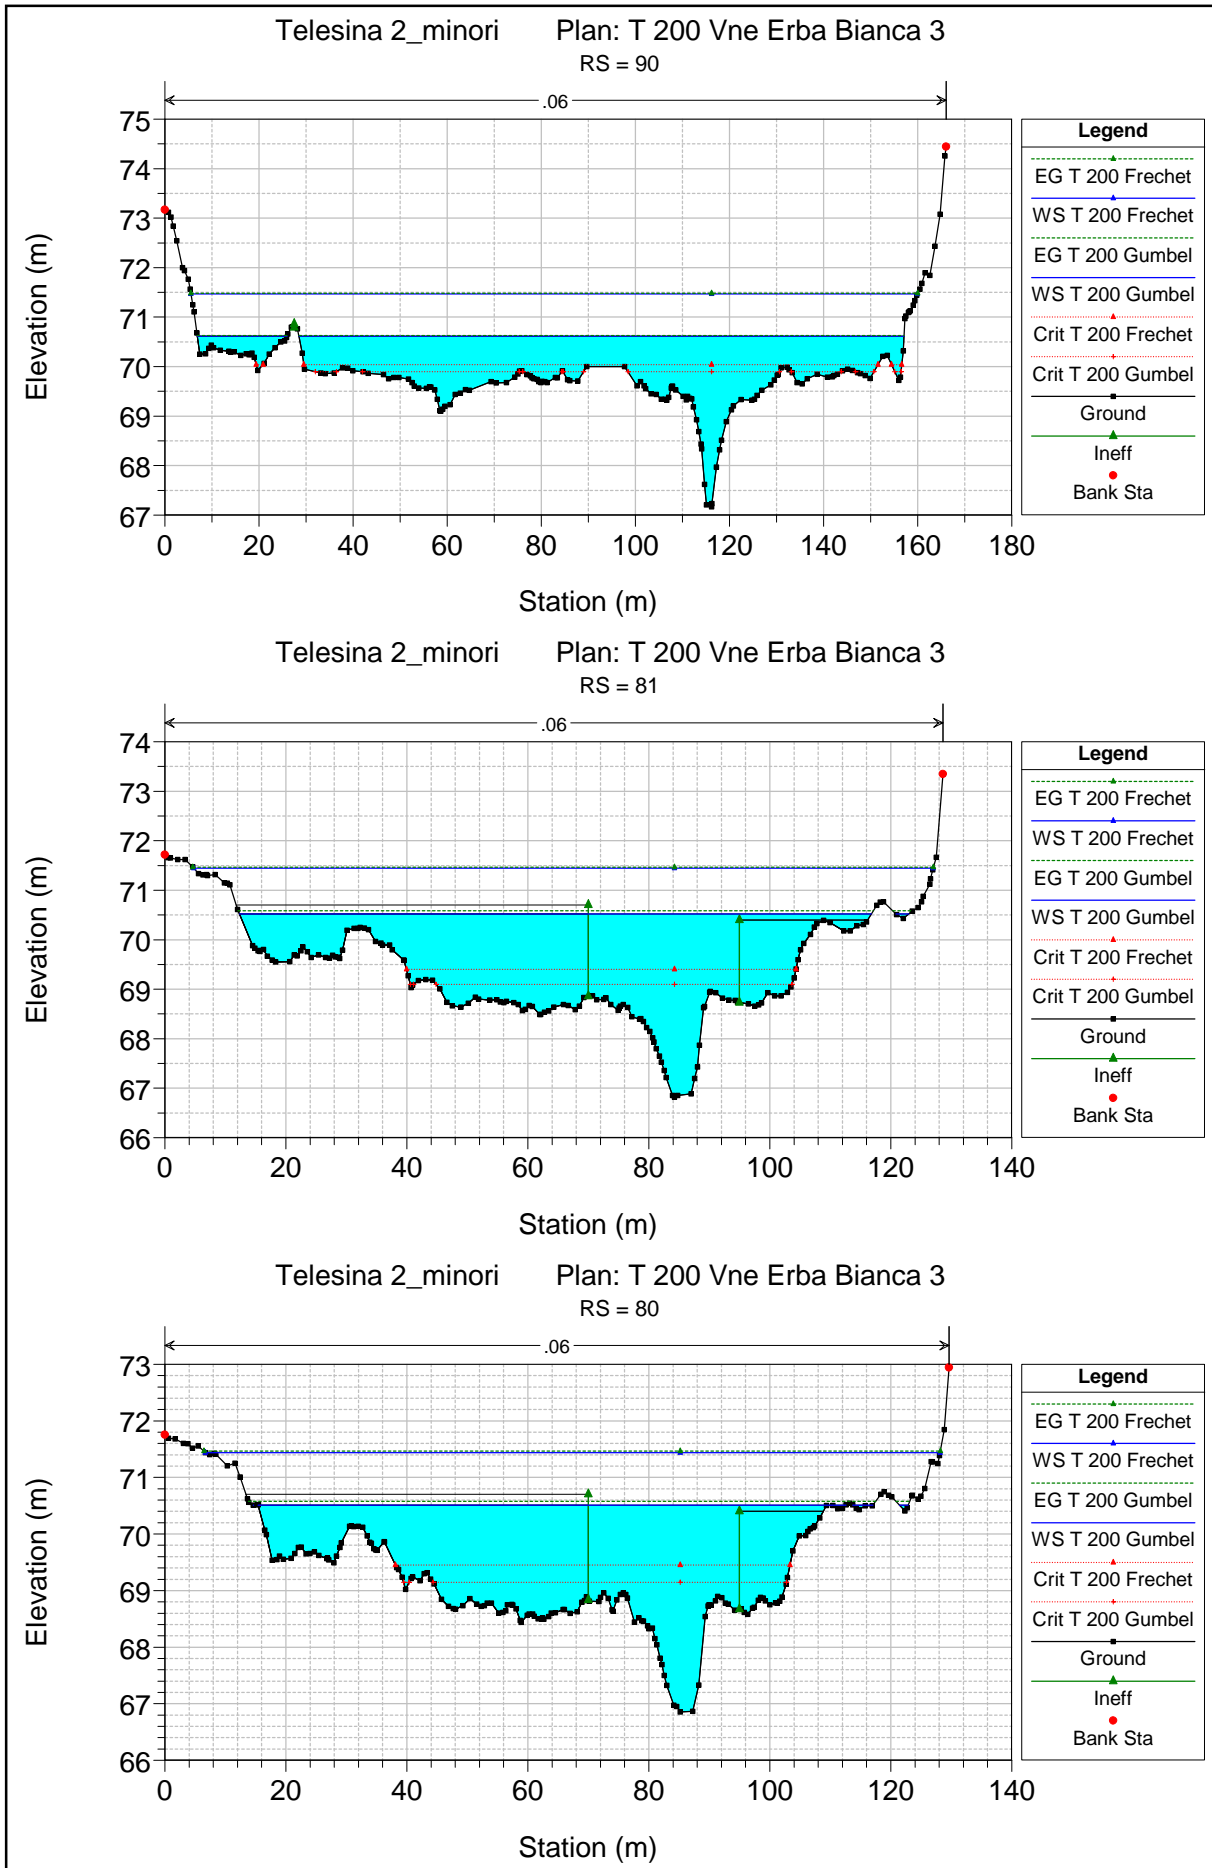 Telesina 2_minori Plan: T 200 Vne Erba Bianca 3
RS = 90
.06
75
74
73
72
71
70
69
68
67
Elevation (m)
0 20 40 60 80 100 120 140 160 180
Station (m)
Legend
EG T 200 Frechet
WS T 200 Frechet
EG T 200 Gumbel
WS T 200 Gumbel
Crit T 200 Frechet
Crit T 200 Gumbel
Ground
Ineff
Bank Sta
Telesina 2_minori Plan: T 200 Vne Erba Bianca 3
RS = 81
.06
74
73
72
71
70
69
68
67
66
Elevation (m)
0 20 40 60 80 100 120 140
Station (m)
Legend
EG T 200 Frechet
WS T 200 Frechet
EG T 200 Gumbel
WS T 200 Gumbel
Crit T 200 Frechet
Crit T 200 Gumbel
Ground
Ineff
Bank Sta
Telesina 2_minori Plan: T 200 Vne Erba Bianca 3
RS = 80
.06
73
72
71
70
69
68
67
66
Elevation (m)
0 20 40 60 80 100 120 140
Station (m)
Legend
EG T 200 Frechet
WS T 200 Frechet
EG T 200 Gumbel
WS T 200 Gumbel
Crit T 200 Frechet
Crit T 200 Gumbel
Ground
Ineff
Bank Sta